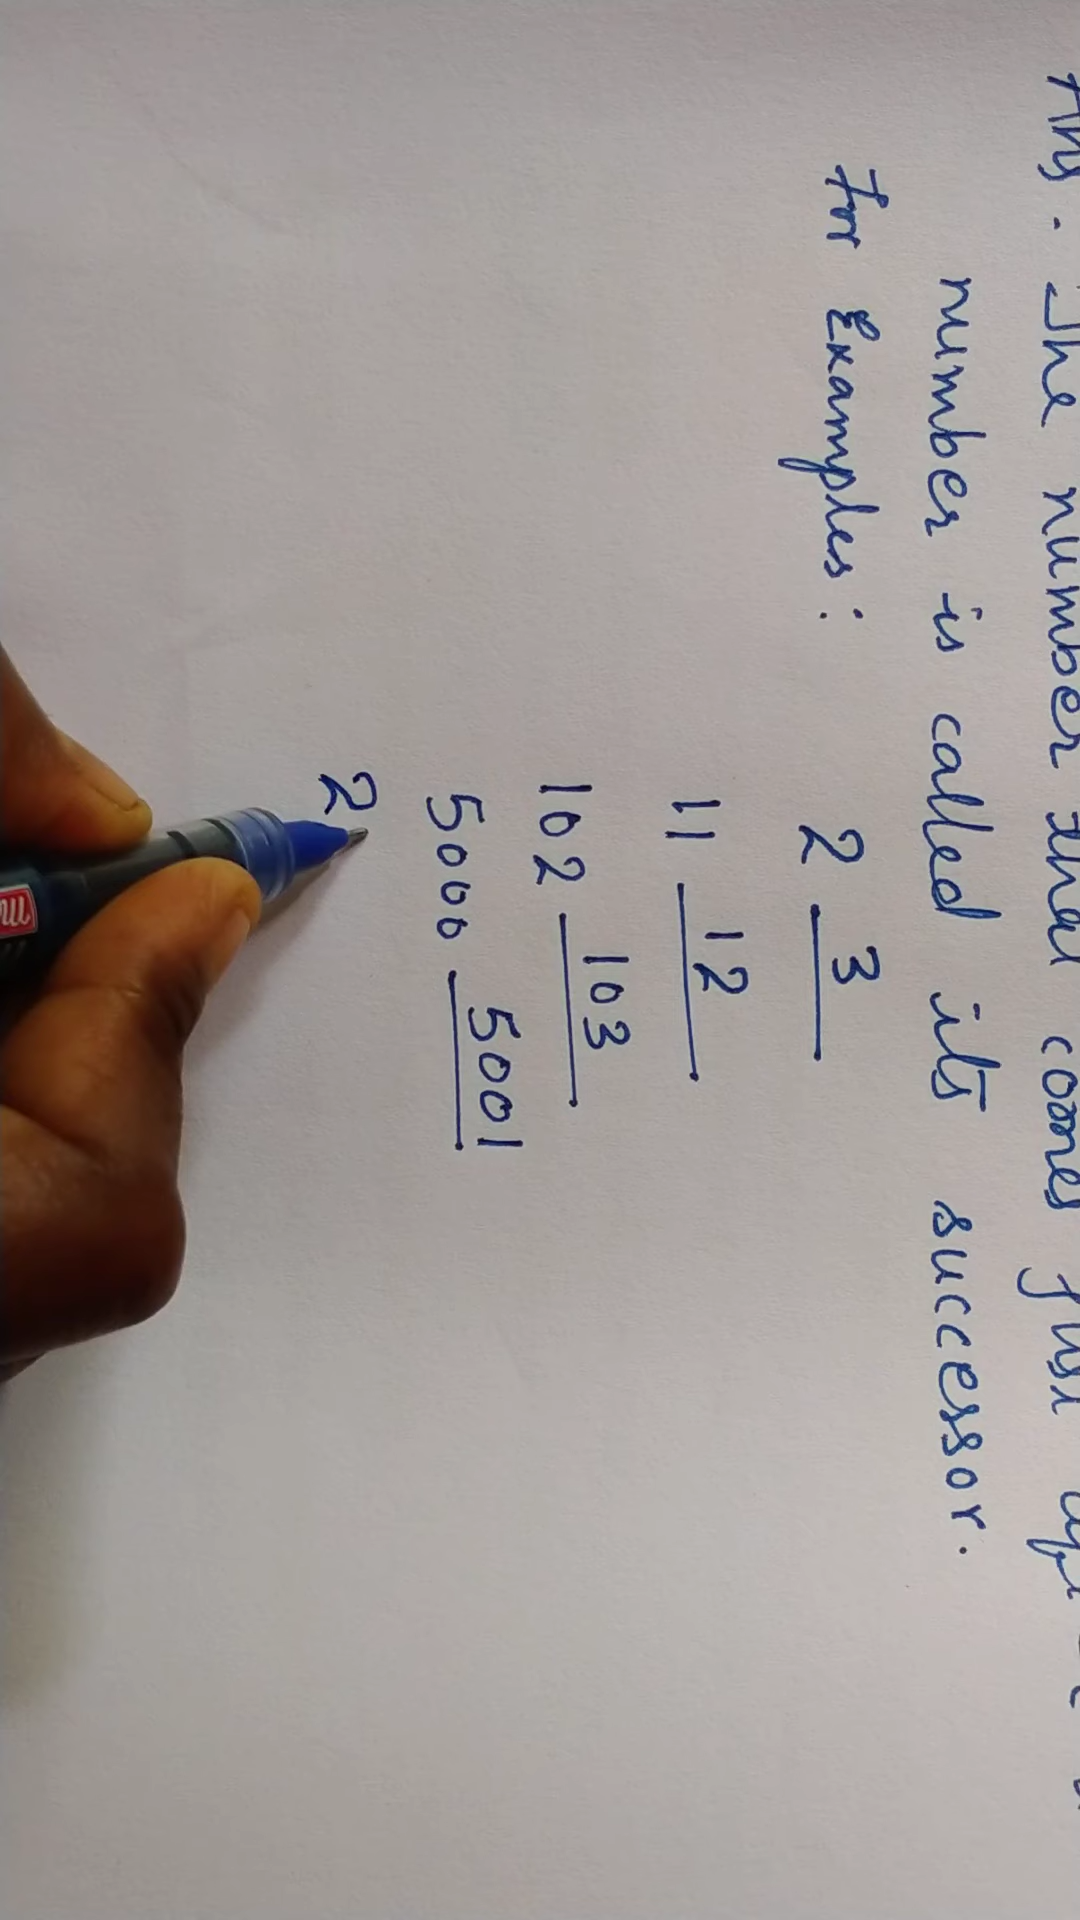 Ans. The number that comes just
number is called its successor.
For Examples: 2 3
11 12
102 103
5000 5001
2